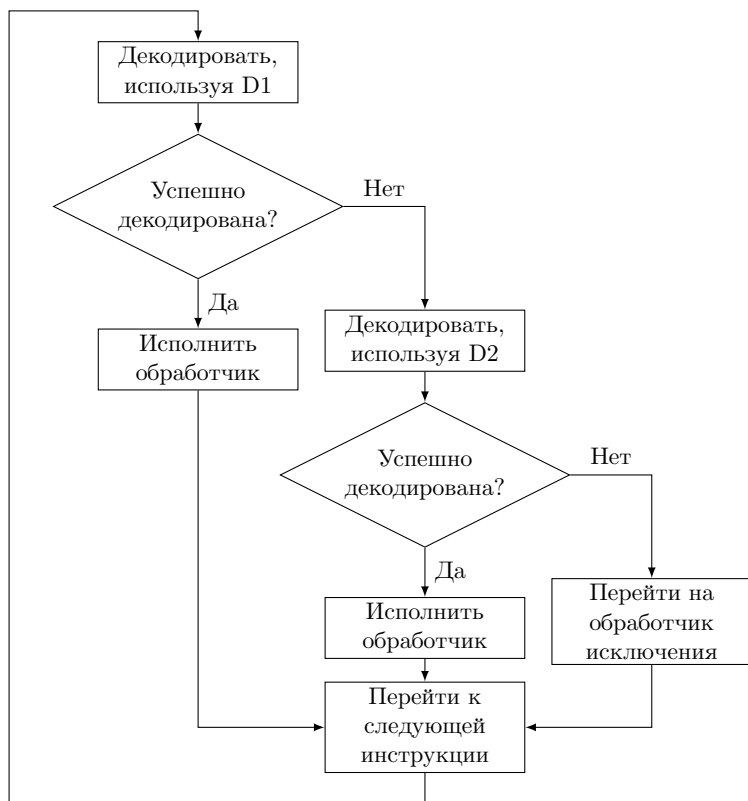 Декодировать,
используя D1
Успешно
декодирована?
Нет
Да
Исполнить
обработчик
Декодировать,
используя D2
Успешно
декодирована?
Нет
Да
Исполнить
обработчик
Перейти на
обработчик
исключения
Перейти к
следующей
инструкции